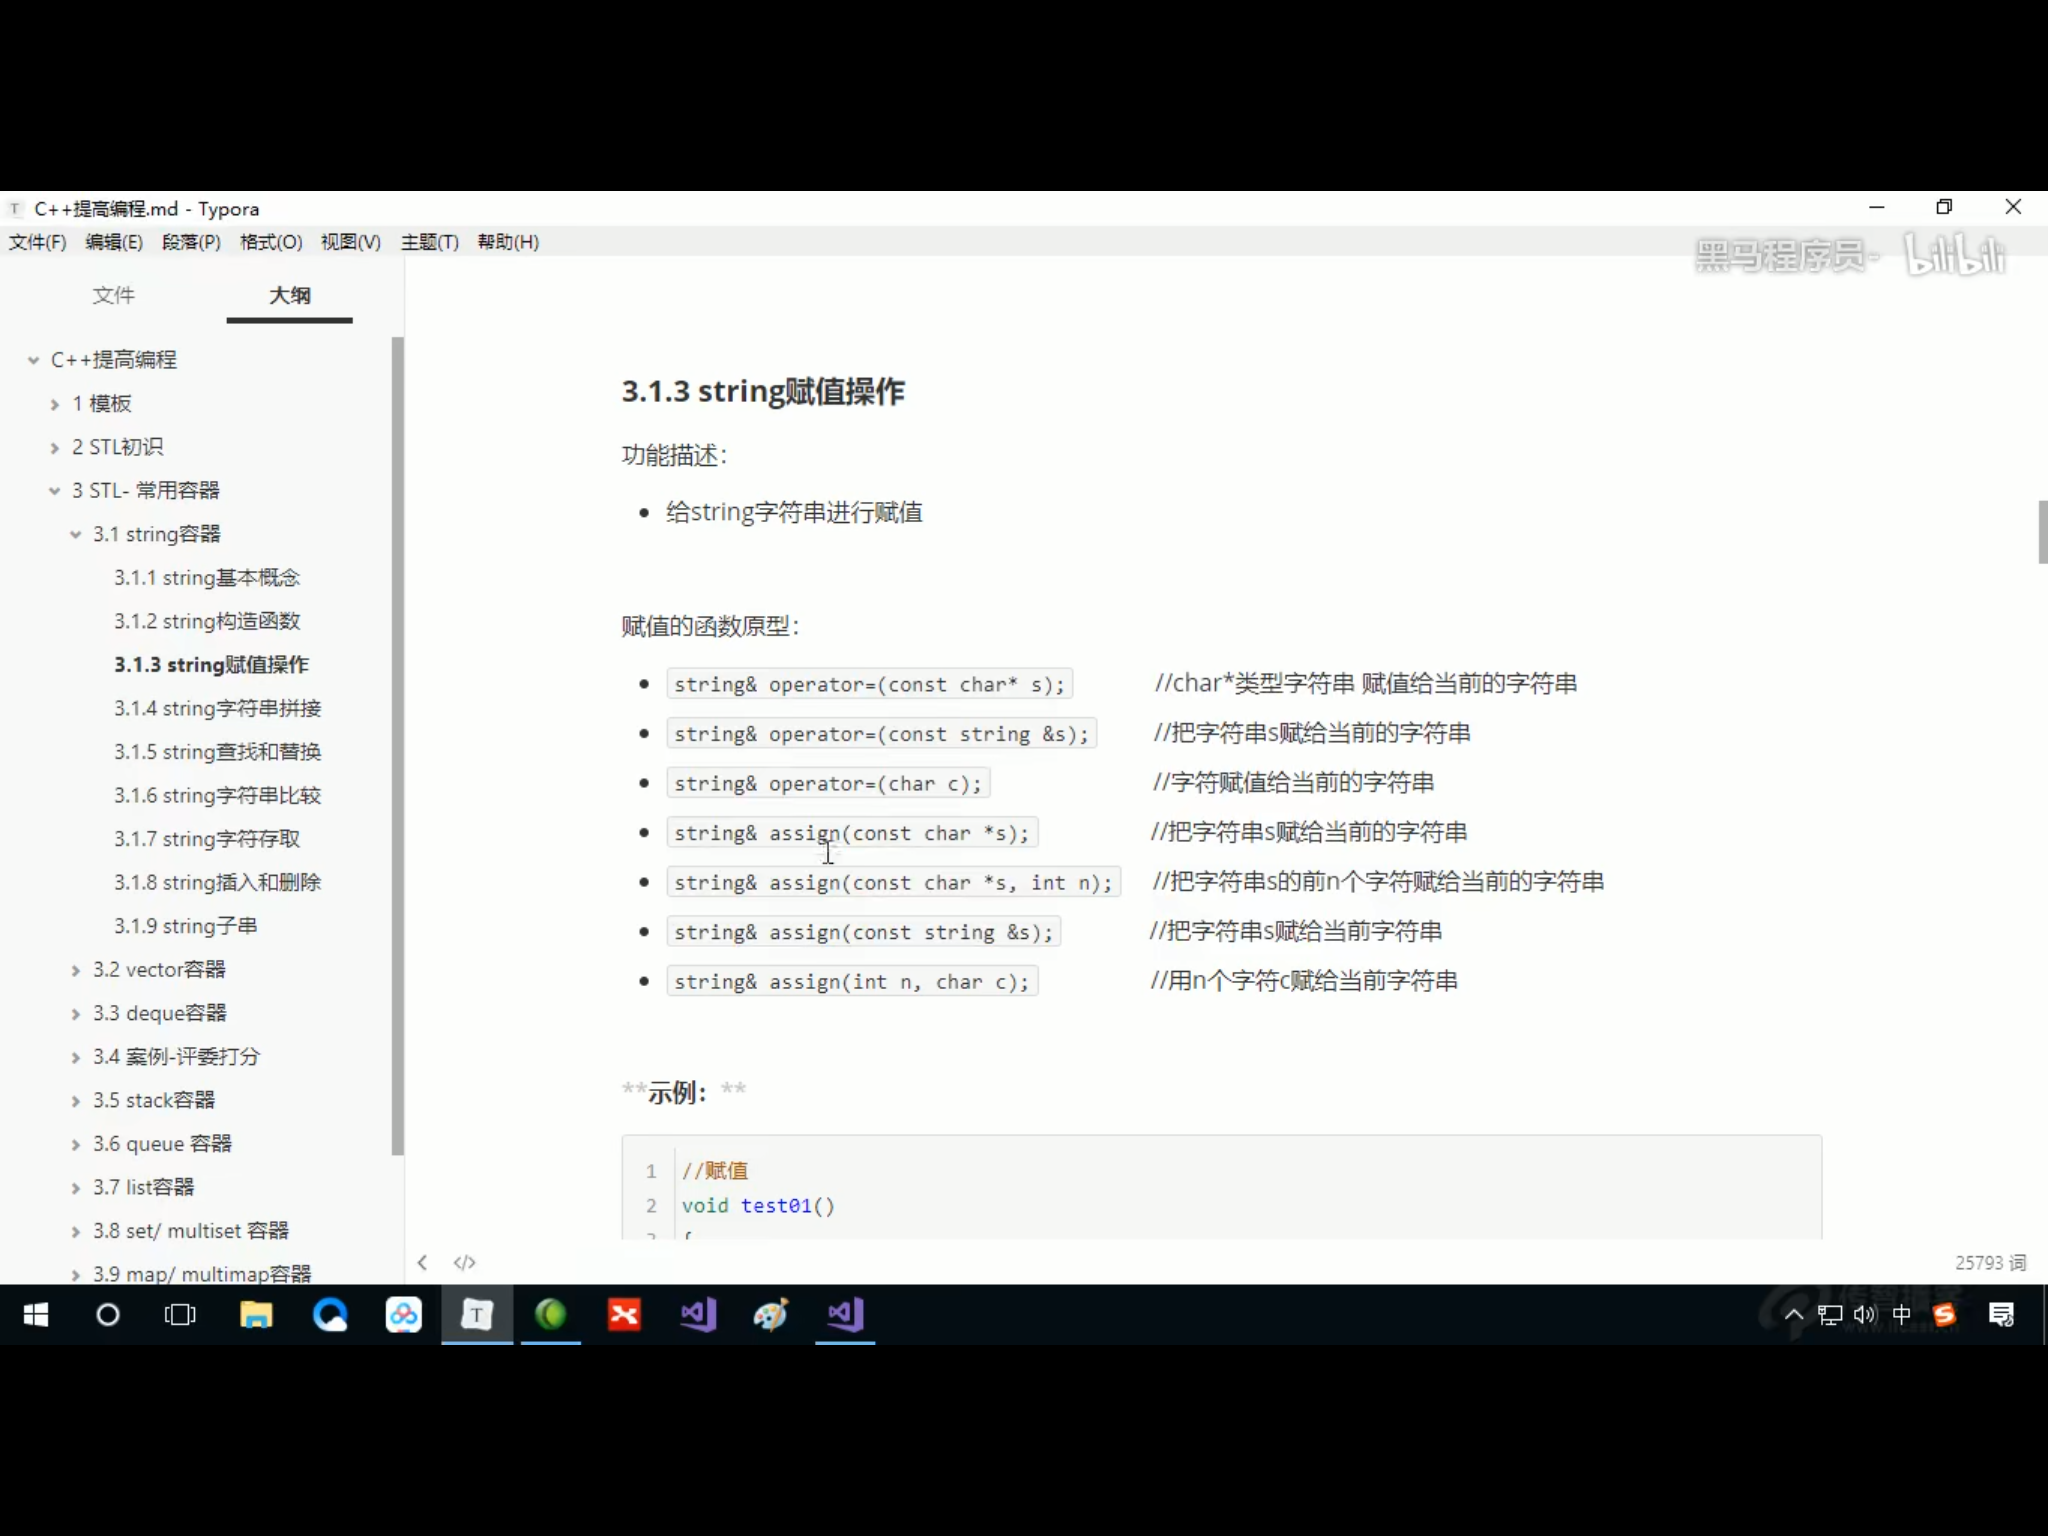 C++提高编程.md - Typora
文件(F) 编辑(E) 段落(P) 格式(O) 视图(V) 主题(T) 帮助(H)
黑马程序员- bilibili
文件 大纲
C++提高编程
1 模板
2 STL初识
3 STL- 常用容器
3.1 string容器
3.1.1 string基本概念
3.1.2 string构造函数
3.1.3 string赋值操作
3.1.4 string字符串拼接
3.1.5 string查找和替换
3.1.6 string字符串比较
3.1.7 string字符存取
3.1.8 string插入和删除
3.1.9 string子串
3.2 vector容器
3.3 deque容器
3.4 案例-评委打分
3.5 stack容器
3.6 queue 容器
3.7 list容器
3.8 set/ multiset 容器
3.9 map/ multimap容器
3.1.3 string赋值操作
功能描述：
给string字符串进行赋值
赋值的函数原型：
string& operator=(const char* s); //char*类型字符串 赋值给当前的字符串
string& operator=(const string &s); //把字符串s赋给当前的字符串
string& operator=(char c); //字符赋值给当前的字符串
string& assign(const char *s); //把字符串s赋给当前的字符串
string& assign(const char *s, int n); //把字符串s的前n个字符赋给当前的字符串
string& assign(const string &s); //把字符串s赋给当前字符串
string& assign(int n, char c); //用n个字符c赋给当前字符串
**示例：**
1 //赋值
2 void test01()
3 {
25793 词
中